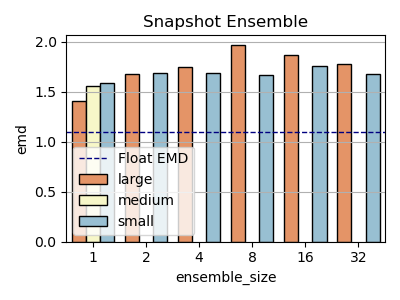 Snapshot Ensemble
emd
2.0
1.5
1.0
0.5
0.0
Float EMD
large
medium
small
1 2 4 8 16 32
ensemble_size